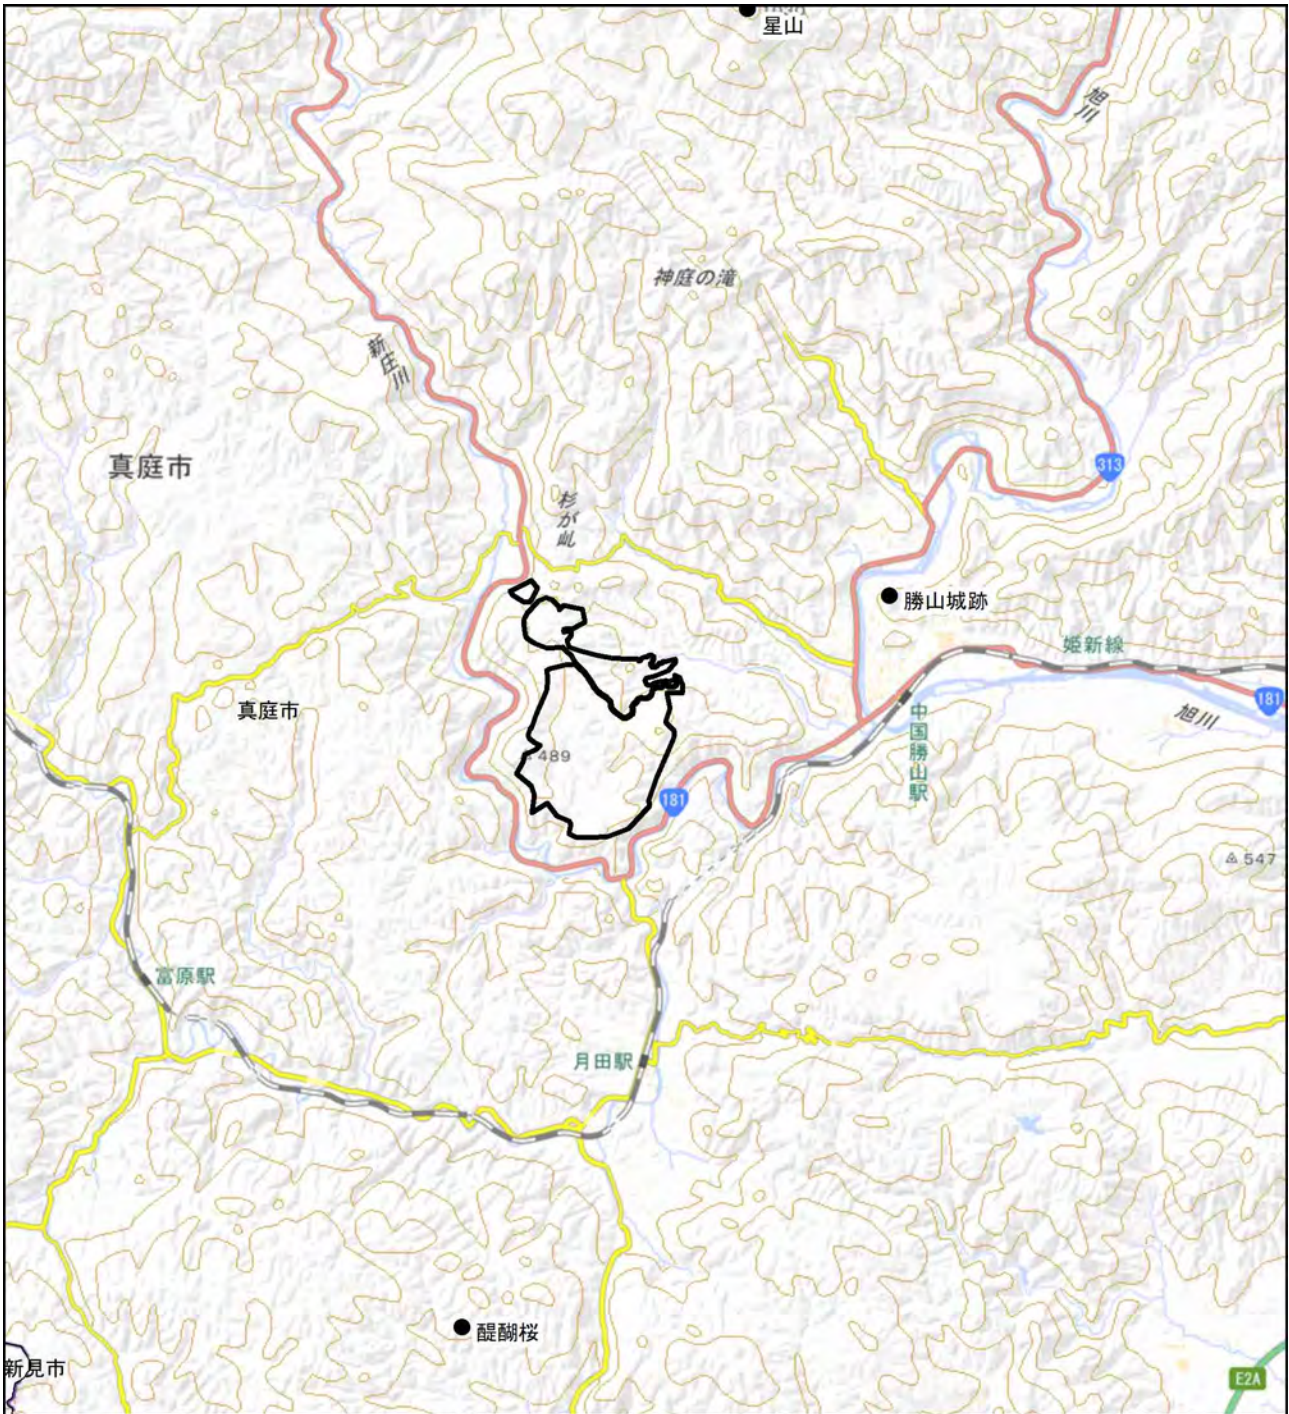 星山
旭川
神庭の滝
新庄川
真庭市
313
杉が乢
勝山城跡
姫新線
真庭市
181
旭川
中国勝山駅
489
181
547
富原駅
月田駅
醍醐桜
新見市
E2A